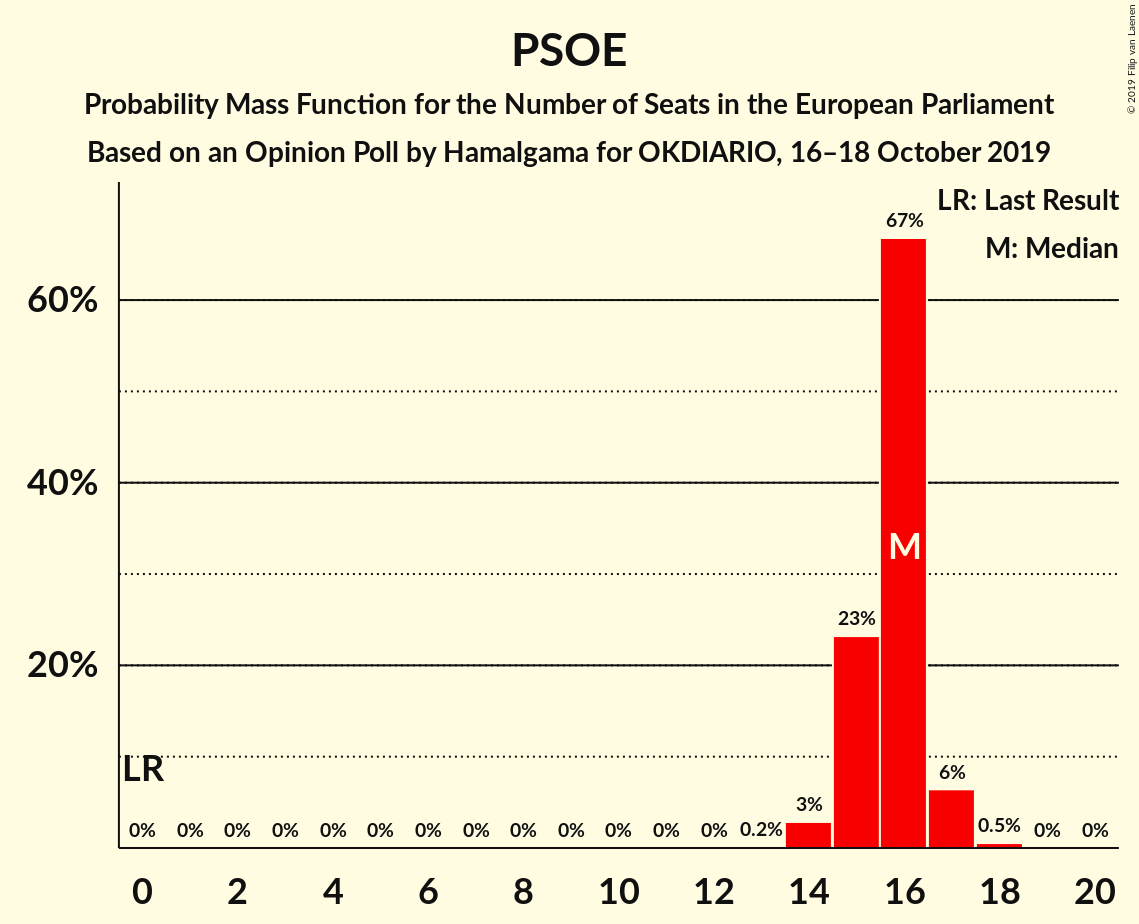 PSOE
Probability Mass Function for the Number of Seats in the European Parliament
Based on an Opinion Poll by Hamalgama for OKDIARIO, 16–18 October 2019
© 2019 Filip van Laenen
LR: Last Result
M: Median
67%
60%
40%
M
23%
20%
LR
6%
3%
0% 0% 0% 0% 0% 0% 0% 0% 0% 0% 0% 0% 0% 0.2% 0.5% 0% 0%
0 2 4 6 8 10 12 14 16 18 20